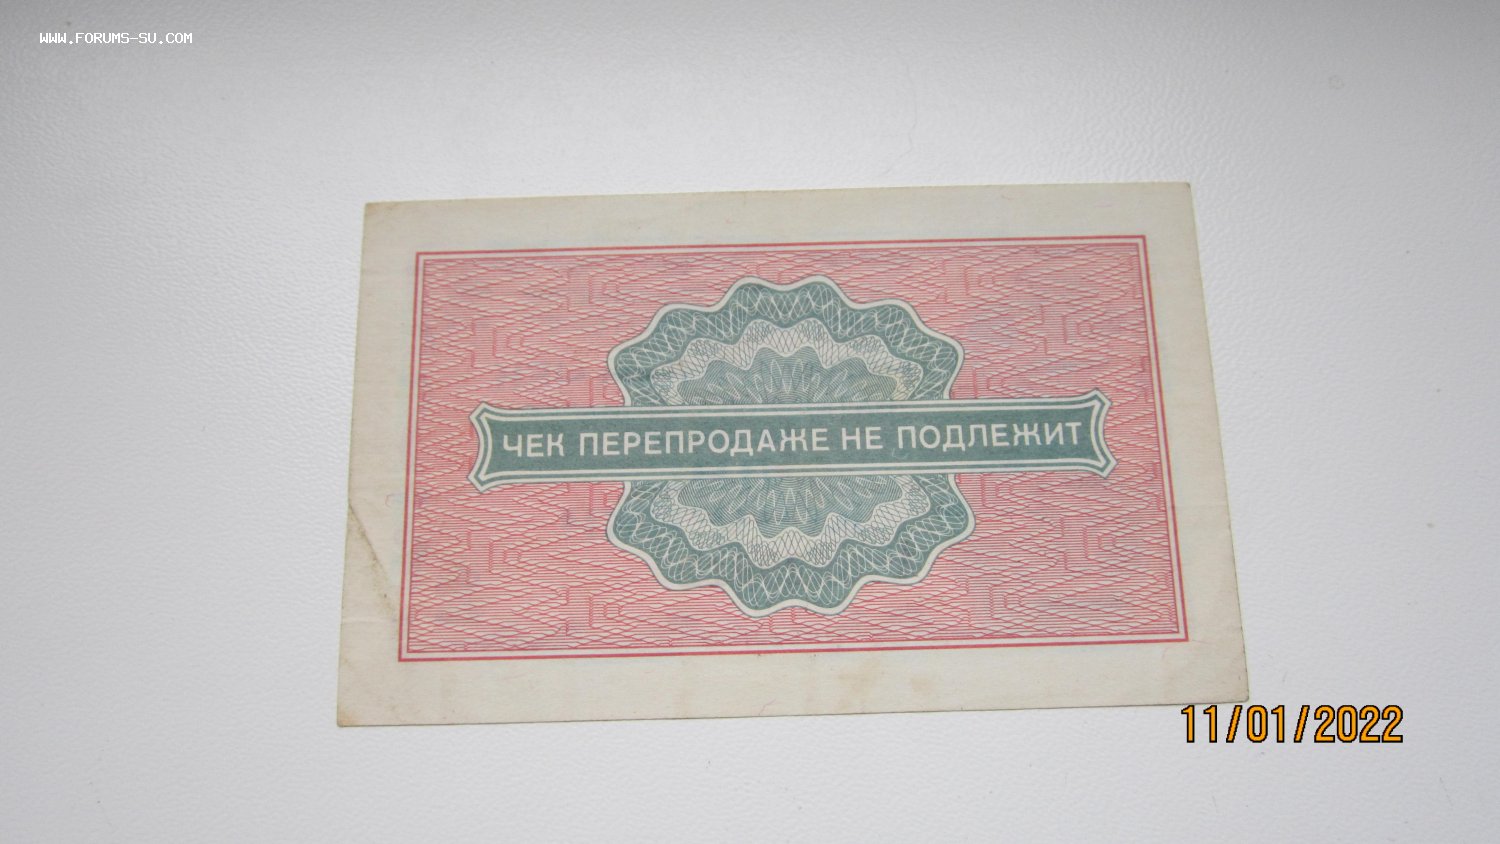 WWW.FORUMS-SU.COM
ЧЕК ПЕРЕПРОДАЖЕ НЕ ПОДЛЕЖИТ
11/01/2022